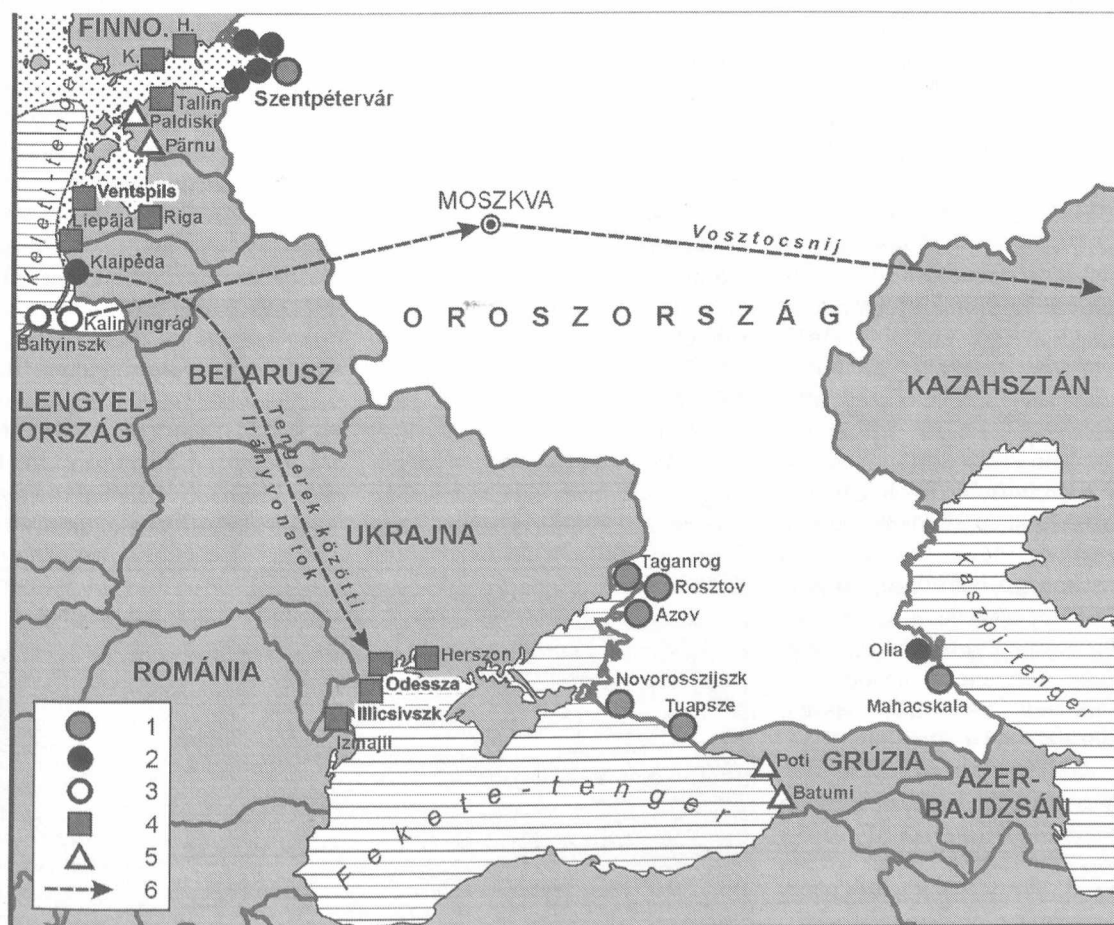 FINNO.
H.
K.
Szentpétervár
Tallin
Paldiski
Pärnu
Keleti-tenger
Ventspils
Liepāja
Riga
MOSZKVA
Vosztocsnij
Klaipėda
Kalinyingrád
Baltyinszk
OROSZORSZÁG
BELARUSZ
KAZAHSZTÁN
LENGYEL-
ORSZÁG
Tengerek közötti
Irányvonatok
UKRAJNA
Taganrog
Rosztov
Azov
Kaszpi-tenger
ROMÁNIA
Herszon
Odessza
Illicsivszk
Izmajil
Novorosszijszk
Tuapsze
Olia
Mahacskala
Poti
GRÚZIA
Batumi
AZER-
BAJDZSÁN
Fekete-tenger
1
2
3
4
5
6